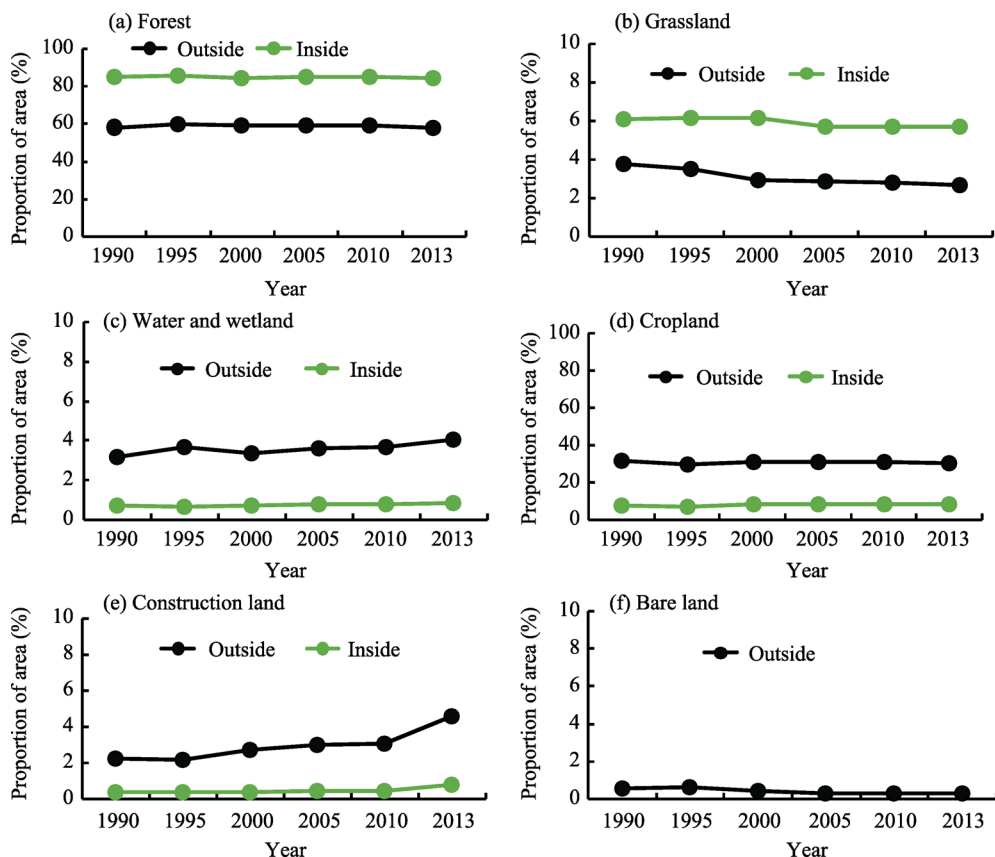 (a) Forest
Outside Inside
100
80
60
40
20
0
Proportion of area (%)
1990 1995 2000 2005 2010 2013
Year
(b) Grassland
Outside Inside
10
8
6
4
2
0
Proportion of area (%)
1990 1995 2000 2005 2010 2013
Year
(c) Water and wetland
Outside Inside
10
8
6
4
2
0
Proportion of area (%)
1990 1995 2000 2005 2010 2013
Year
(d) Cropland
Outside Inside
100
80
60
40
20
0
Proportion of area (%)
1990 1995 2000 2005 2010 2013
Year
(e) Construction land
Outside Inside
10
8
6
4
2
0
Proportion of area (%)
1990 1995 2000 2005 2010 2013
Year
(f) Bare land
Outside
10
8
6
4
2
0
Proportion of area (%)
1990 1995 2000 2005 2010 2013
Year